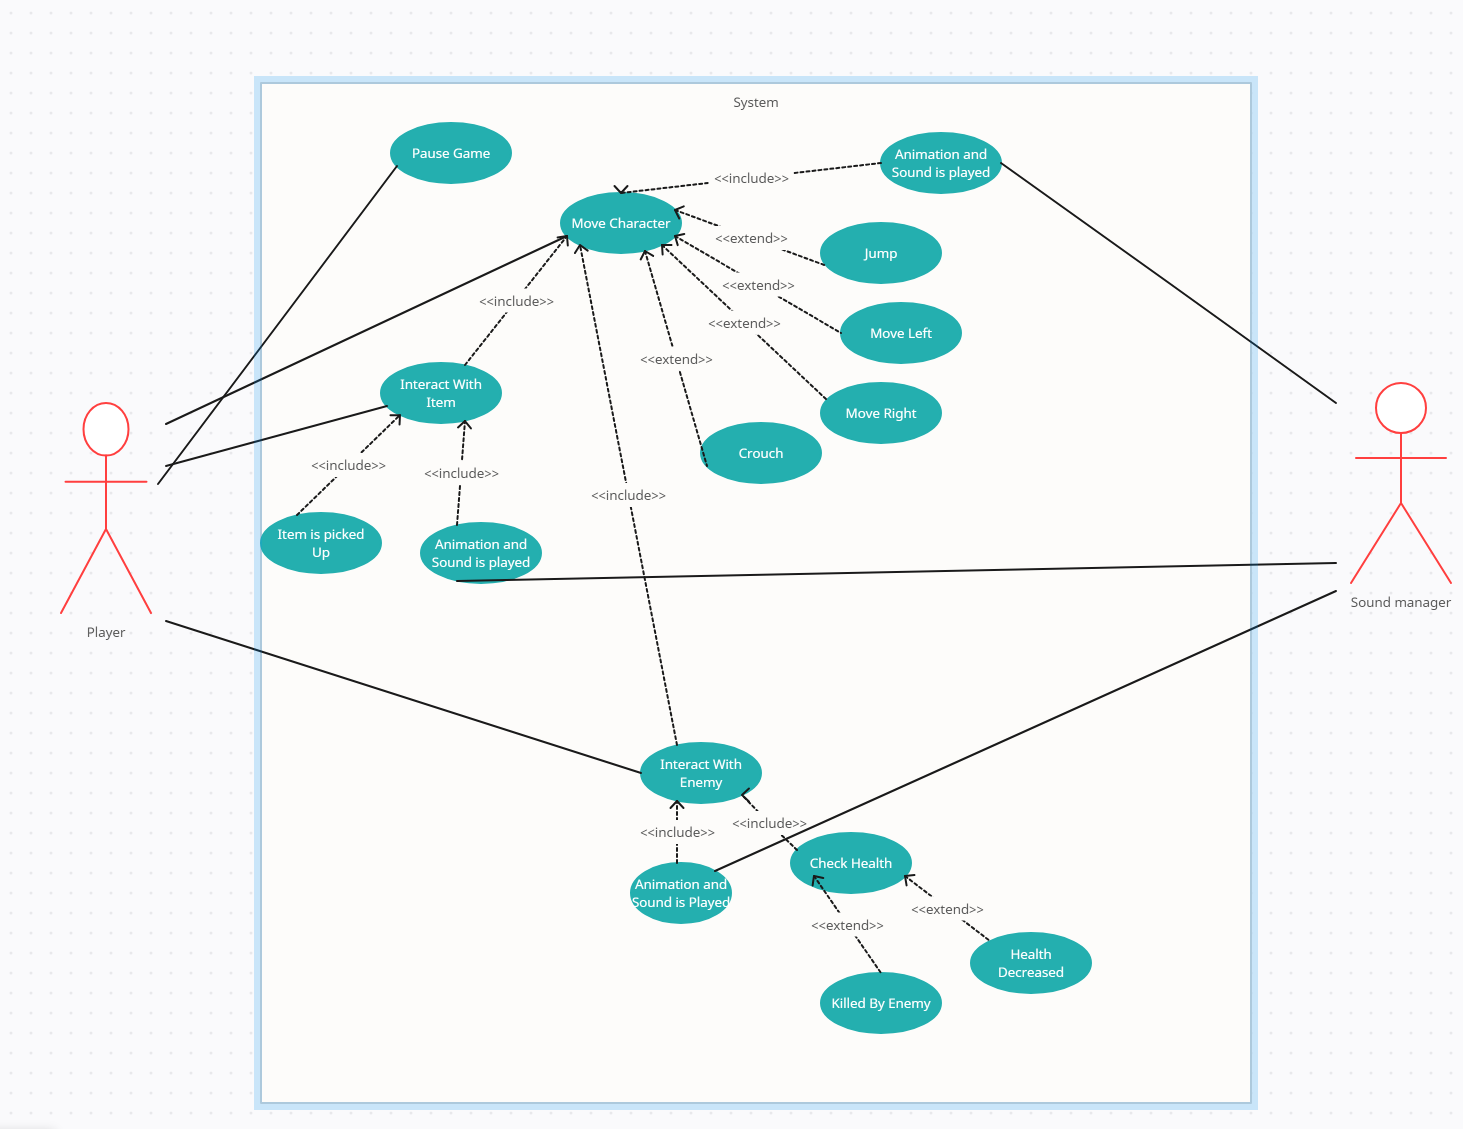 System
Pause Game
Animation and
Sound is played
<<include>>
Move Character
<<extend>>
Jump
<<extend>>
<<include>>
<<extend>>
Move Left
<<extend>>
Interact With
Item
Move Right
Crouch
<<include>>
<<include>>
<<include>>
Item is picked
Up
Animation and
Sound is played
Player
Sound manager
Interact With
Enemy
<<include>>
<<include>>
Check Health
Animation and
Sound is Played
<<extend>>
<<extend>>
Health
Decreased
Killed By Enemy